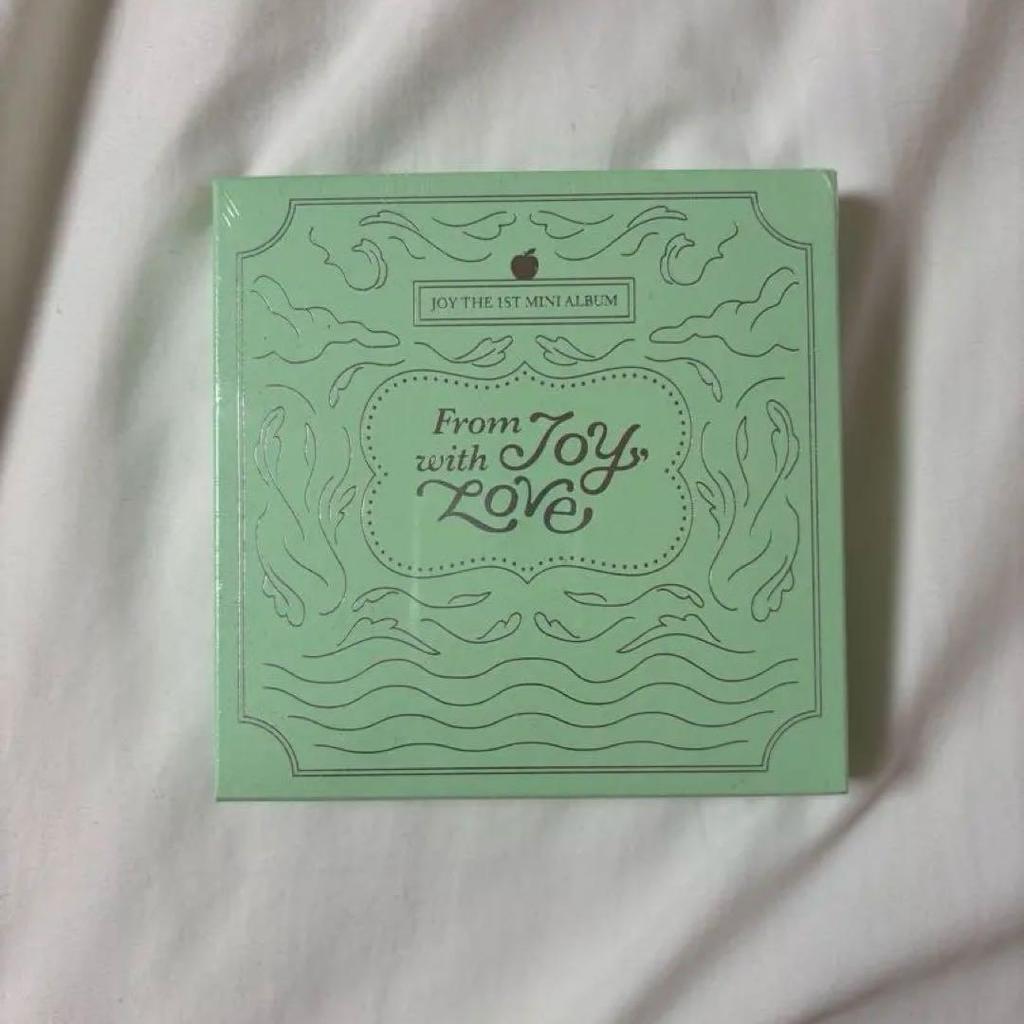 JOY THE 1ST MINI ALBUM
From Joy,
with Love